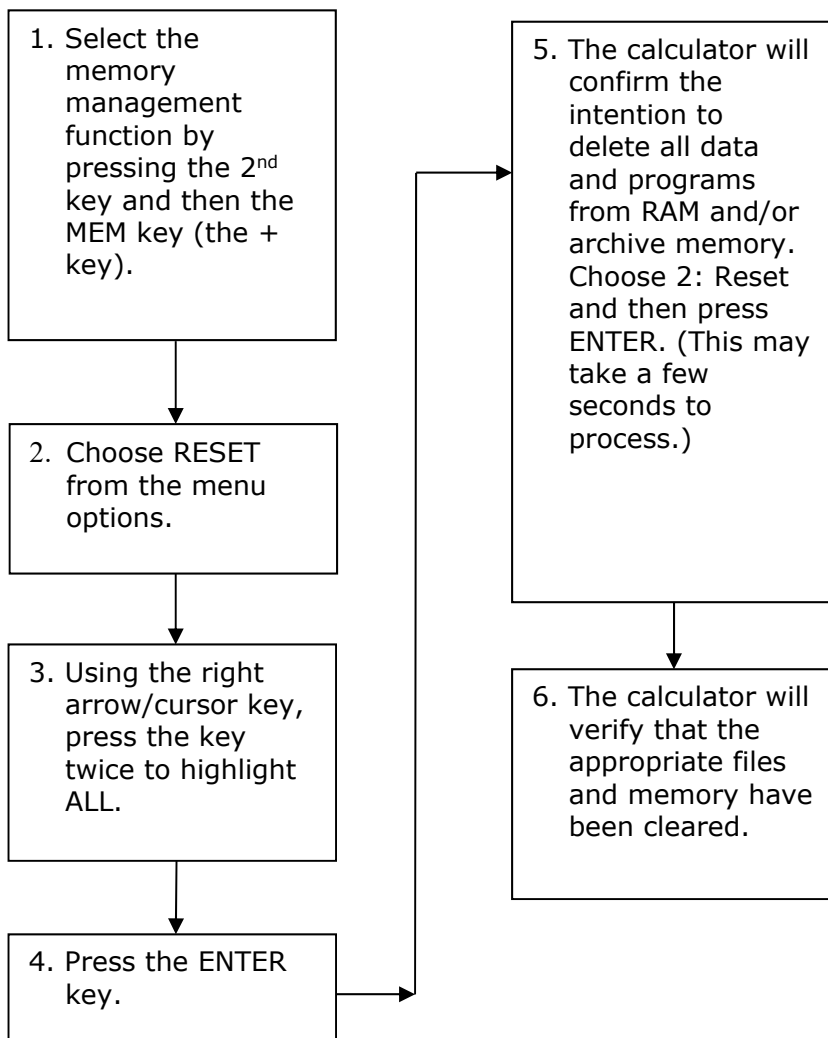 1. Select the
memory
management
function by
pressing the 2nd
key and then the
MEM key (the +
key).
2. Choose RESET
from the menu
options.
3. Using the right
arrow/cursor key,
press the key
twice to highlight
ALL.
4. Press the ENTER
key.
5. The calculator will
confirm the
intention to
delete all data
and programs
from RAM and/or
archive memory.
Choose 2: Reset
and then press
ENTER. (This may
take a few
seconds to
process.)
6. The calculator will
verify that the
appropriate files
and memory have
been cleared.